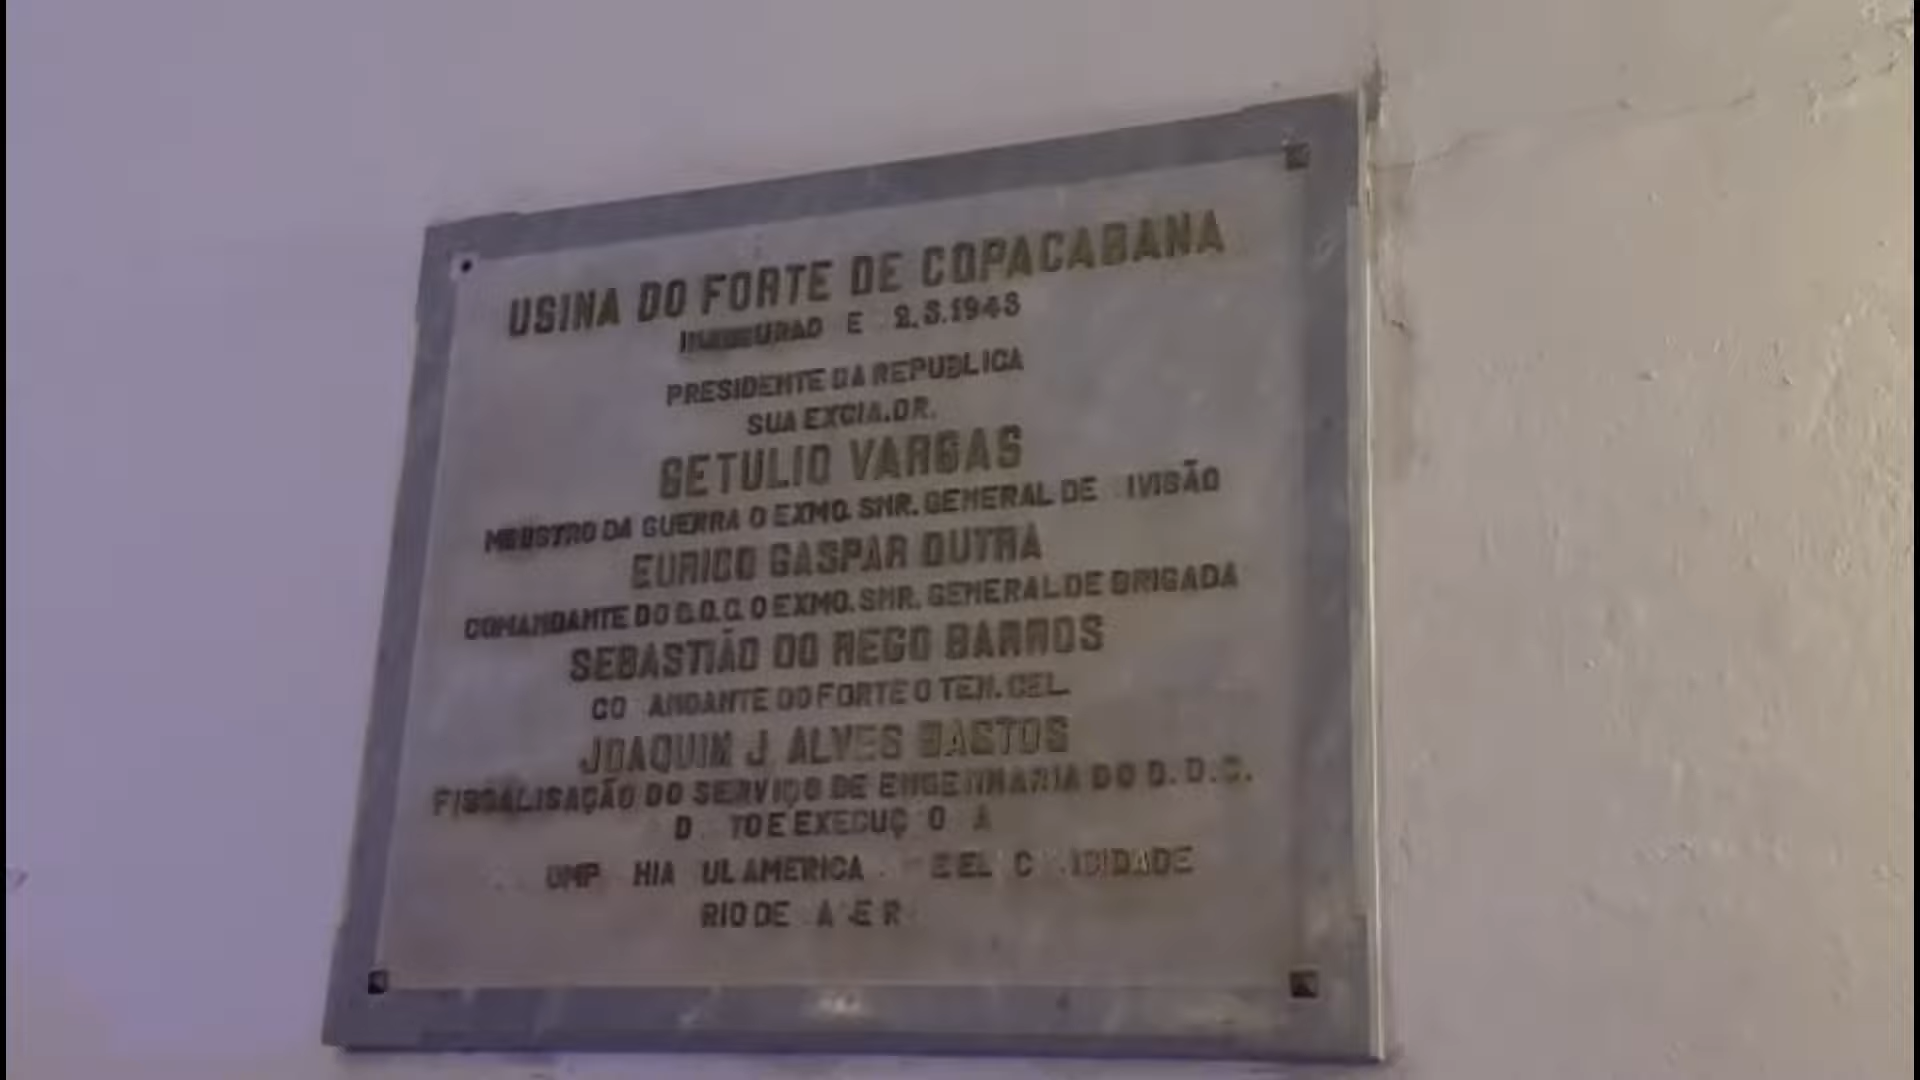 USINA DO FORTE DE COPACABANA
E 2.3.1943
PRESIDENTE DA REPUBLICA
SUA EXCIA. DR.
GETULIO VARGAS
DA GUERRA O EXMO. SNR. GENERAL DE IVISÃO
EURICO GASPAR DUTRA
COMANDANTE DO D.D.C. O EXMO. SNR. GENERAL DE BRIGADA
SEBASTIÃO DO REGO BARROS
CO ANDANTE DO FORTE O TEN. CEL.
JOAQUIM J. ALVES BASTOS
FISCALISAÇÃO DO SERVIÇO DE ENGENHARIA DO D.D.C.
D TO E EXECUÇ O A
OMP HIA UL AMERICA E EL C ICIDADE
RIO DE A E R